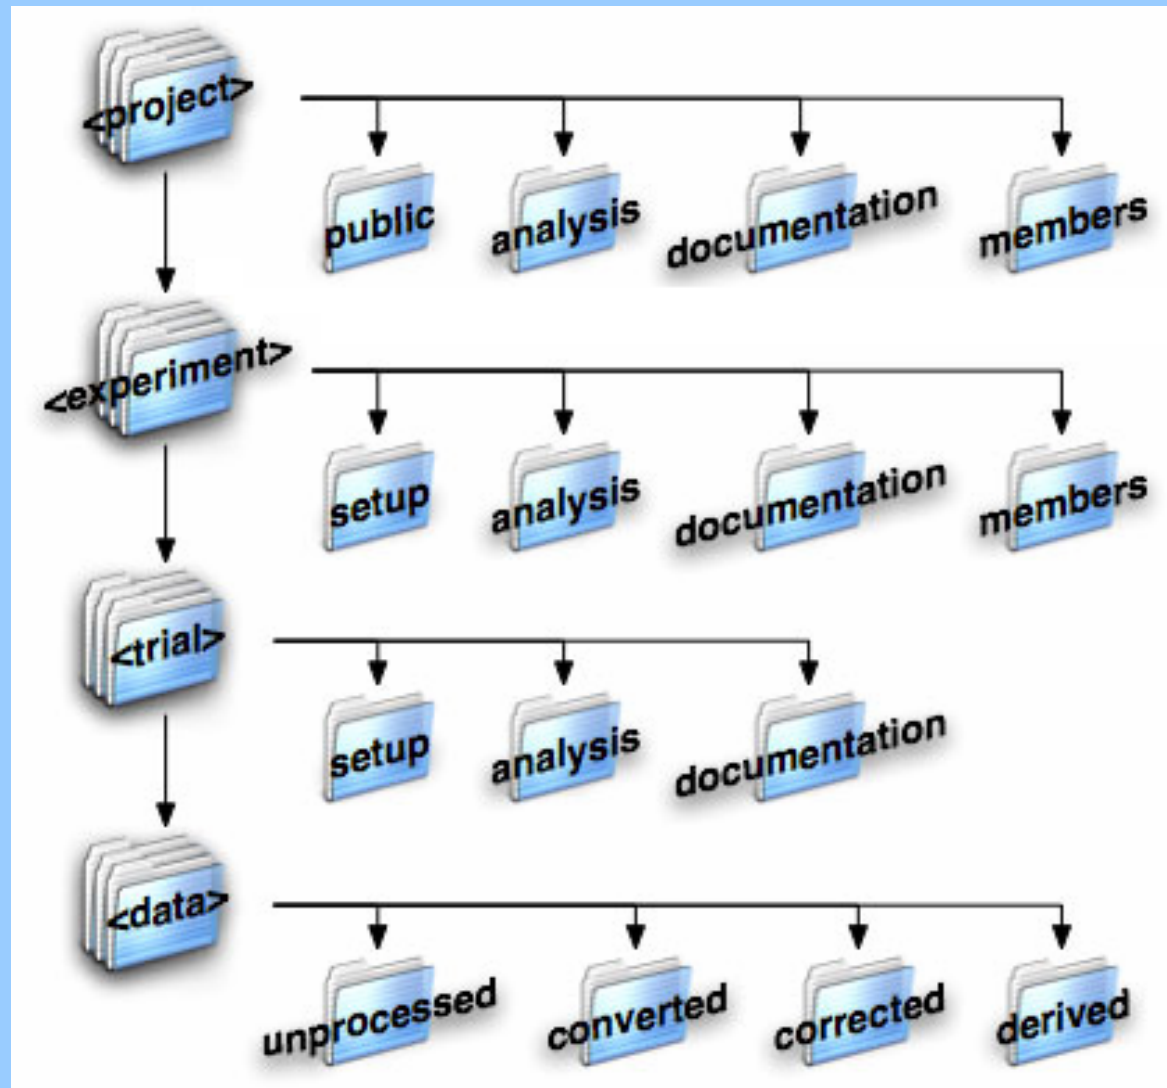 <project>
public
analysis
documentation
members
<experiment>
setup
analysis
documentation
members
<trial>
setup
analysis
documentation
<data>
unprocessed
converted
corrected
derived